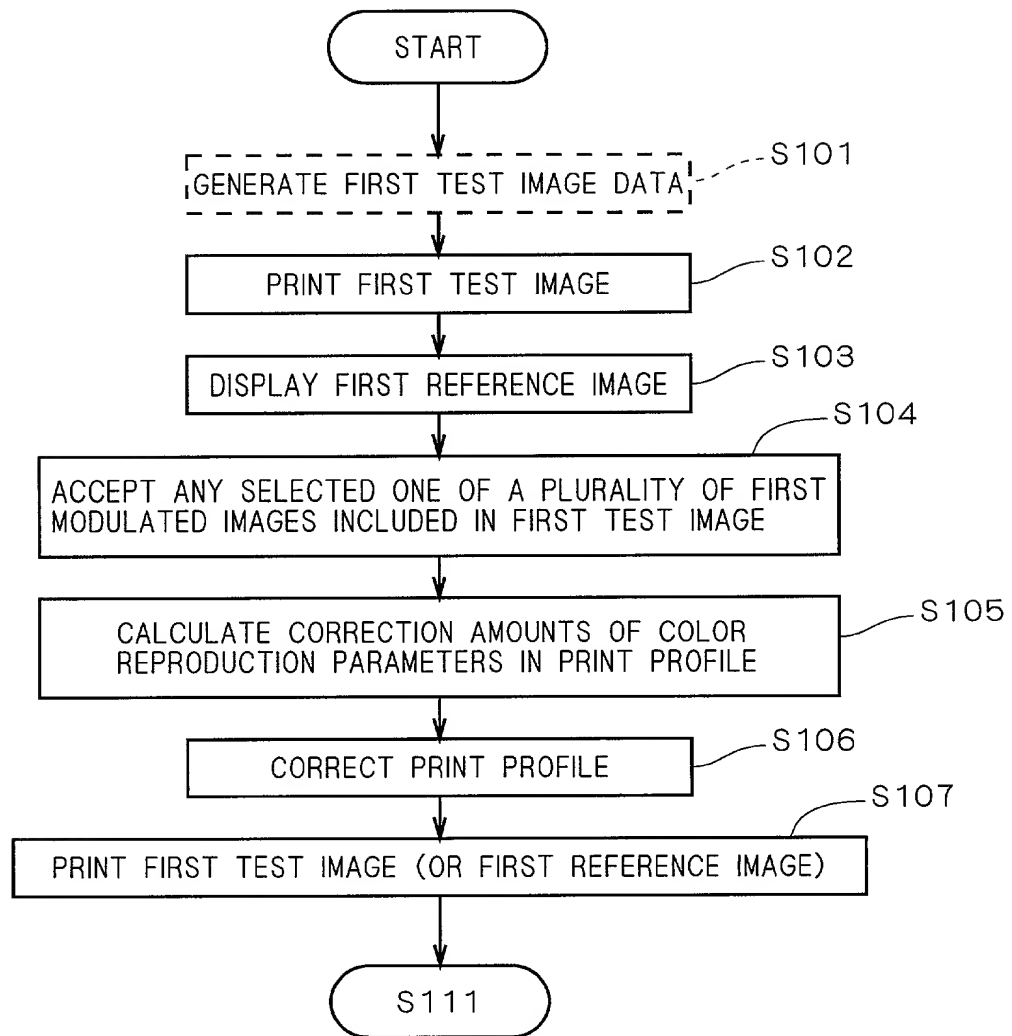 START
GENERATE FIRST TEST IMAGE DATA
S101
PRINT FIRST TEST IMAGE
S102
DISPLAY FIRST REFERENCE IMAGE
S103
S104
ACCEPT ANY SELECTED ONE OF A PLURALITY OF FIRST
MODULATED IMAGES INCLUDED IN FIRST TEST IMAGE
S105
CALCULATE CORRECTION AMOUNTS OF COLOR
REPRODUCTION PARAMETERS IN PRINT PROFILE
S106
CORRECT PRINT PROFILE
S107
PRINT FIRST TEST IMAGE (OR FIRST REFERENCE IMAGE)
S111